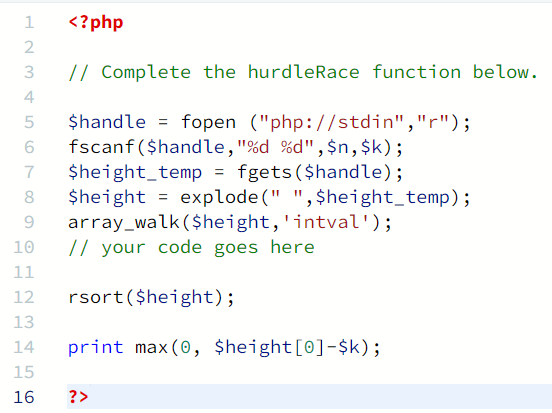 1 <?php
2
3 // Complete the hurdleRace function below.
4
5 $handle = fopen ("php://stdin","r");
6 fscanf($handle,"%d %d",$n,$k);
7 $height_temp = fgets($handle);
8 $height = explode(" ",$height_temp);
9 array_walk($height,'intval');
10 // your code goes here
11
12 rsort($height);
13
14 print max(0, $height[0]-$k);
15
16 ?>